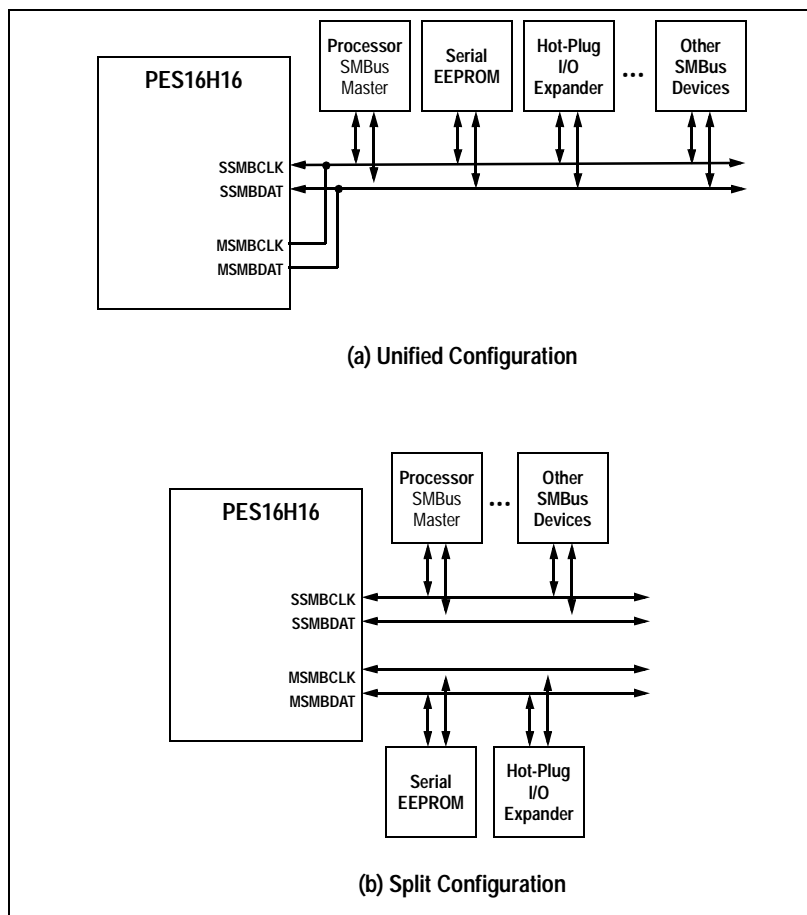 PES16H16
Processor
SMBus
Master
Serial
EEPROM
Hot-Plug
I/O
Expander
...
Other
SMBus
Devices
SSMBCLK
SSMBDAT
MSMBCLK
MSMBDAT
(a) Unified Configuration
PES16H16
Processor
SMBus
Master
...
Other
SMBus
Devices
SSMBCLK
SSMBDAT
MSMBCLK
MSMBDAT
Serial
EEPROM
Hot-Plug
I/O
Expander
(b) Split Configuration